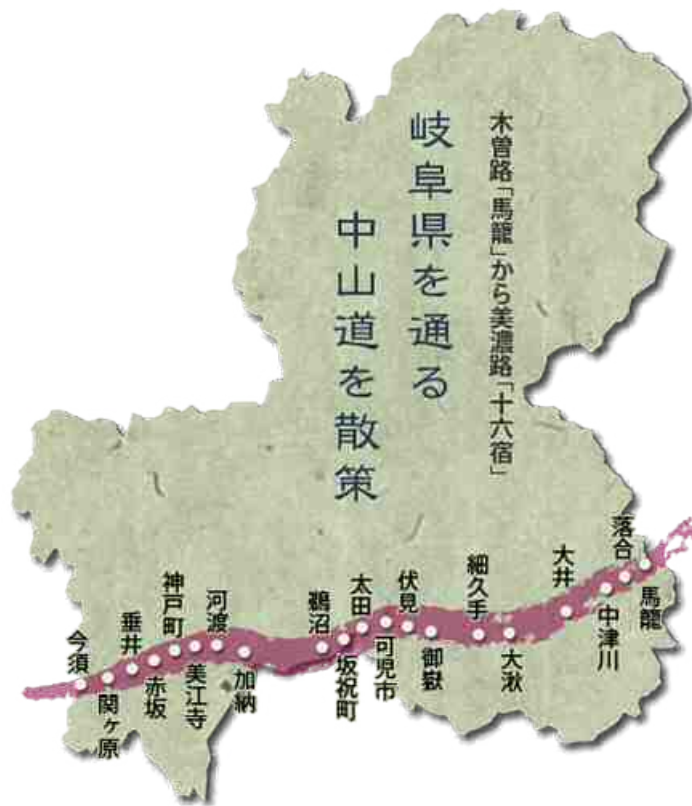 木曽路「馬籠」から美濃路「十六宿」
岐阜県を通る
中山道を散策
馬籠
落合
中津川
大井
大湫
細久手
御嶽
伏見
可児市
太田
坂祝町
鵜沼
加納
河渡
美江寺
神戸町
赤坂
垂井
関ヶ原
今須